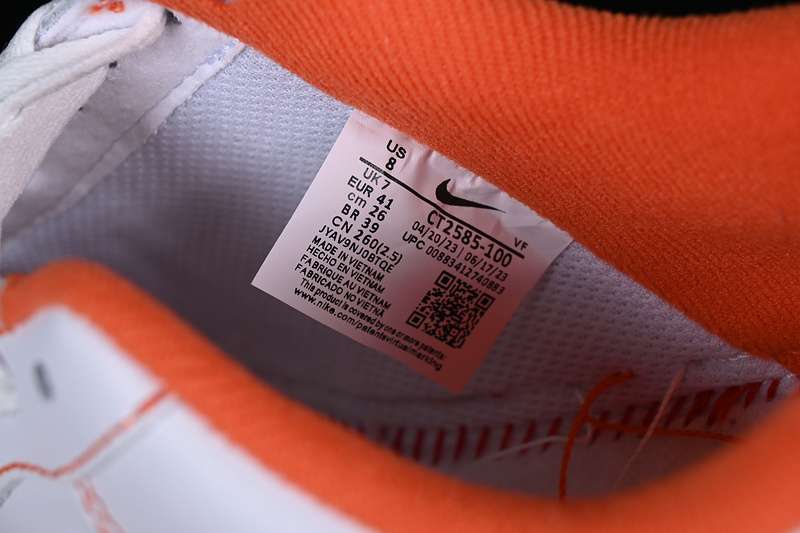 US
8
UK 7
EUR 41
cm 26
BR 39
CN 260(2.5)
JYAV9N/0BTQE
MADE IN VIETNAM
HECHO EN VIETNAM
FABRIQUE AU VIETNAM
FABRICADO NO VIETNÃ
This product is covered by one or more patents:
www.nike.com/patentsvirtualmarking
CT2585-100
VF
04/20/23 | 06/17/23
UPC 00883412740883